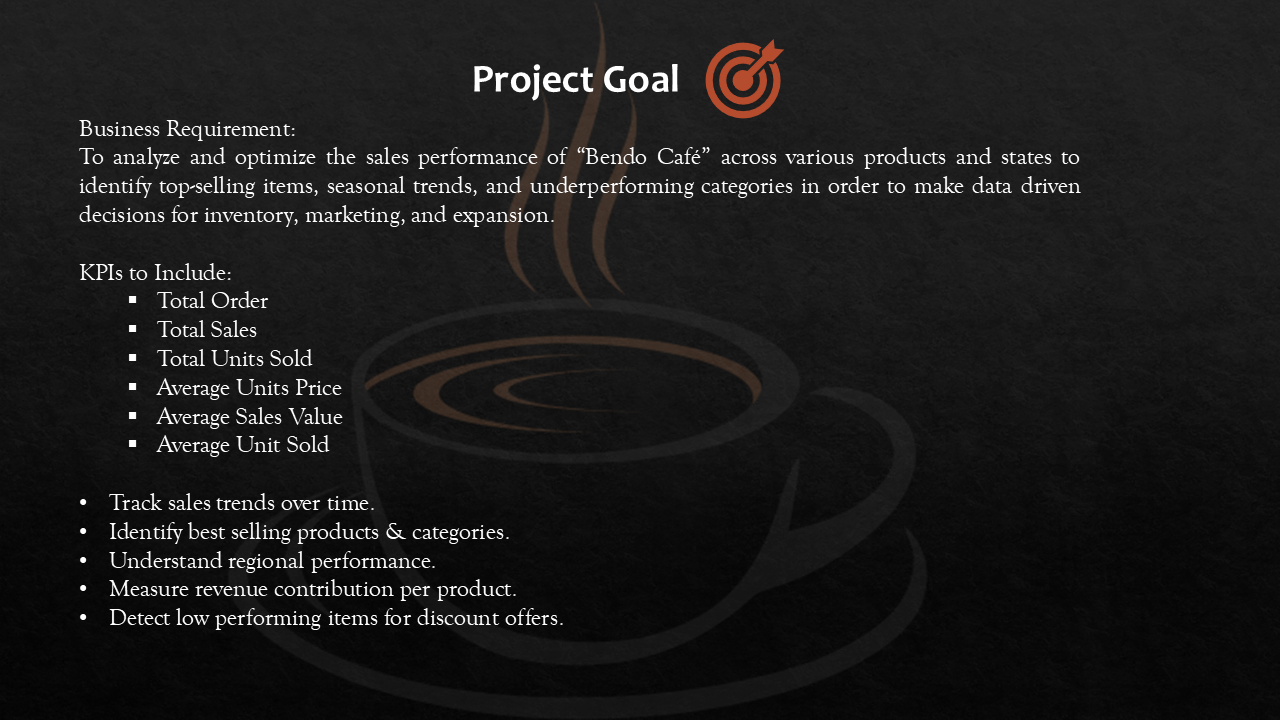 Project Goal
Business Requirement:
To analyze and optimize the sales performance of “Bendo Café” across various products and states to
identify top-selling items, seasonal trends, and underperforming categories in order to make data driven
decisions for inventory, marketing, and expansion.
KPIs to Include:
▪ Total Order
▪ Total Sales
▪ Total Units Sold
▪ Average Units Price
▪ Average Sales Value
▪ Average Unit Sold
• Track sales trends over time.
• Identify best selling products & categories.
• Understand regional performance.
• Measure revenue contribution per product.
• Detect low performing items for discount offers.